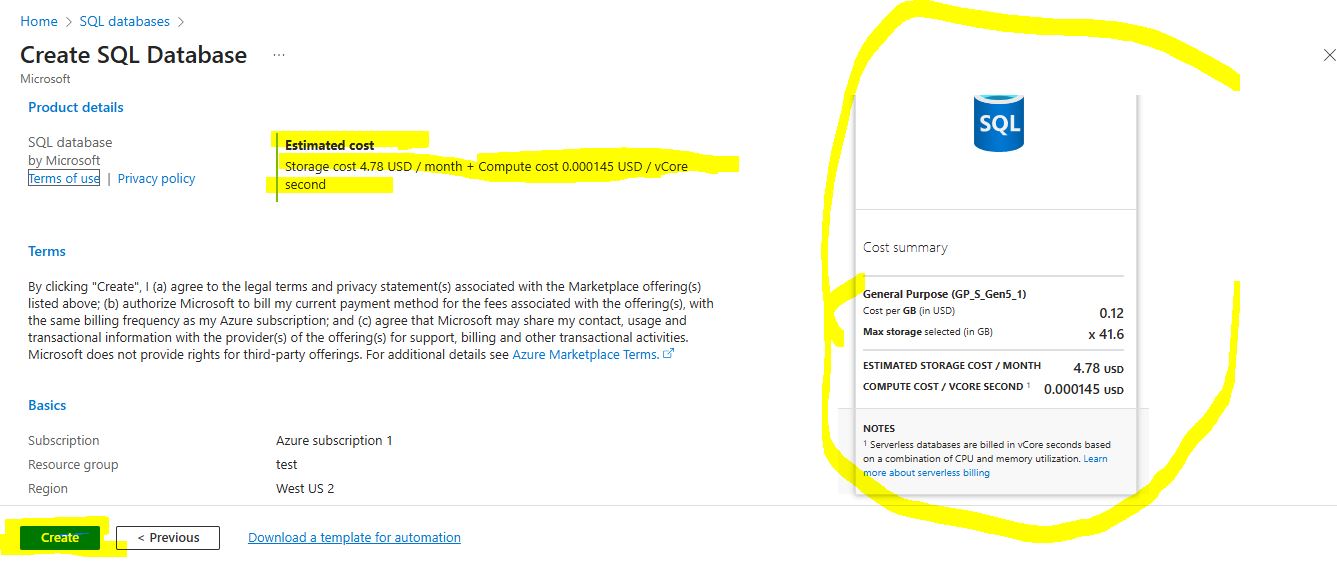 Home > SQL databases >
Create SQL Database ...
Microsoft
Product details
SQL database
by Microsoft
Terms of use | Privacy policy
Estimated cost
Storage cost 4.78 USD / month + Compute cost 0.000145 USD / vCore
second
Terms
By clicking "Create", I (a) agree to the legal terms and privacy statement(s) associated with the Marketplace offering(s)
listed above; (b) authorize Microsoft to bill my current payment method for the fees associated with the offering(s), with
the same billing frequency as my Azure subscription; and (c) agree that Microsoft may share my contact, usage and
transactional information with the provider(s) of the offering(s) for support, billing and other transactional activities.
Microsoft does not provide rights for third-party offerings. For additional details see Azure Marketplace Terms.
Basics
Subscription Azure subscription 1
Resource group test
Region West US 2
SQL
Cost summary
General Purpose (GP_S_Gen5_1)
Cost per GB (in USD) 0.12
Max storage selected (in GB) x 41.6
ESTIMATED STORAGE COST / MONTH 4.78 USD
COMPUTE COST / VCORE SECOND 1 0.000145 USD
NOTES
1 Serverless databases are billed in vCore seconds based
on a combination of CPU and memory utilization. Learn
more about serverless billing
Create < Previous Download a template for automation